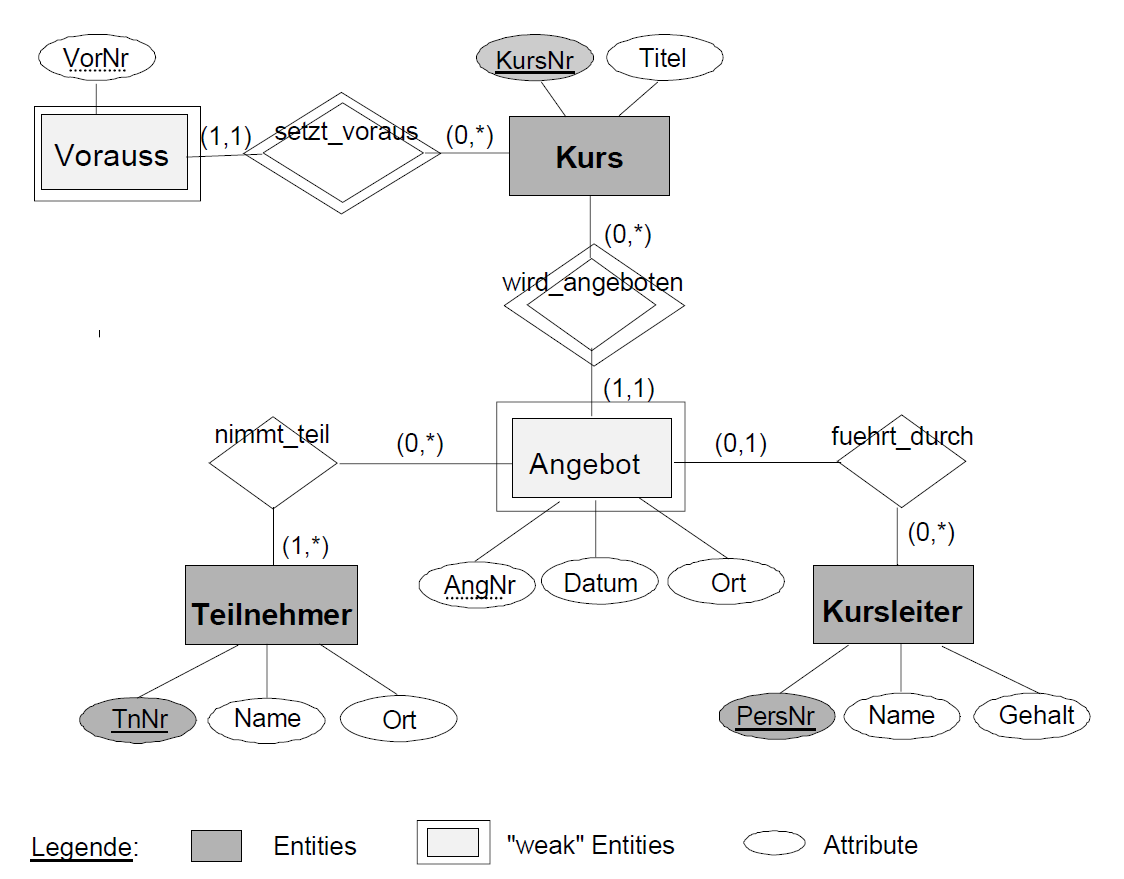 VorNr
KursNr
Titel
Vorauss
(1,1)
setzt_voraus
(0,*)
Kurs
(0,*)
wird_angeboten
(1,1)
nimmt_teil
(0,*)
Angebot
(0,1)
fuehrt_durch
(1,*)
(0,*)
AngNr
Datum
Ort
Teilnehmer
Kursleiter
TnNr
Name
Ort
PersNr
Name
Gehalt
Legende:
Entities
"weak" Entities
Attribute